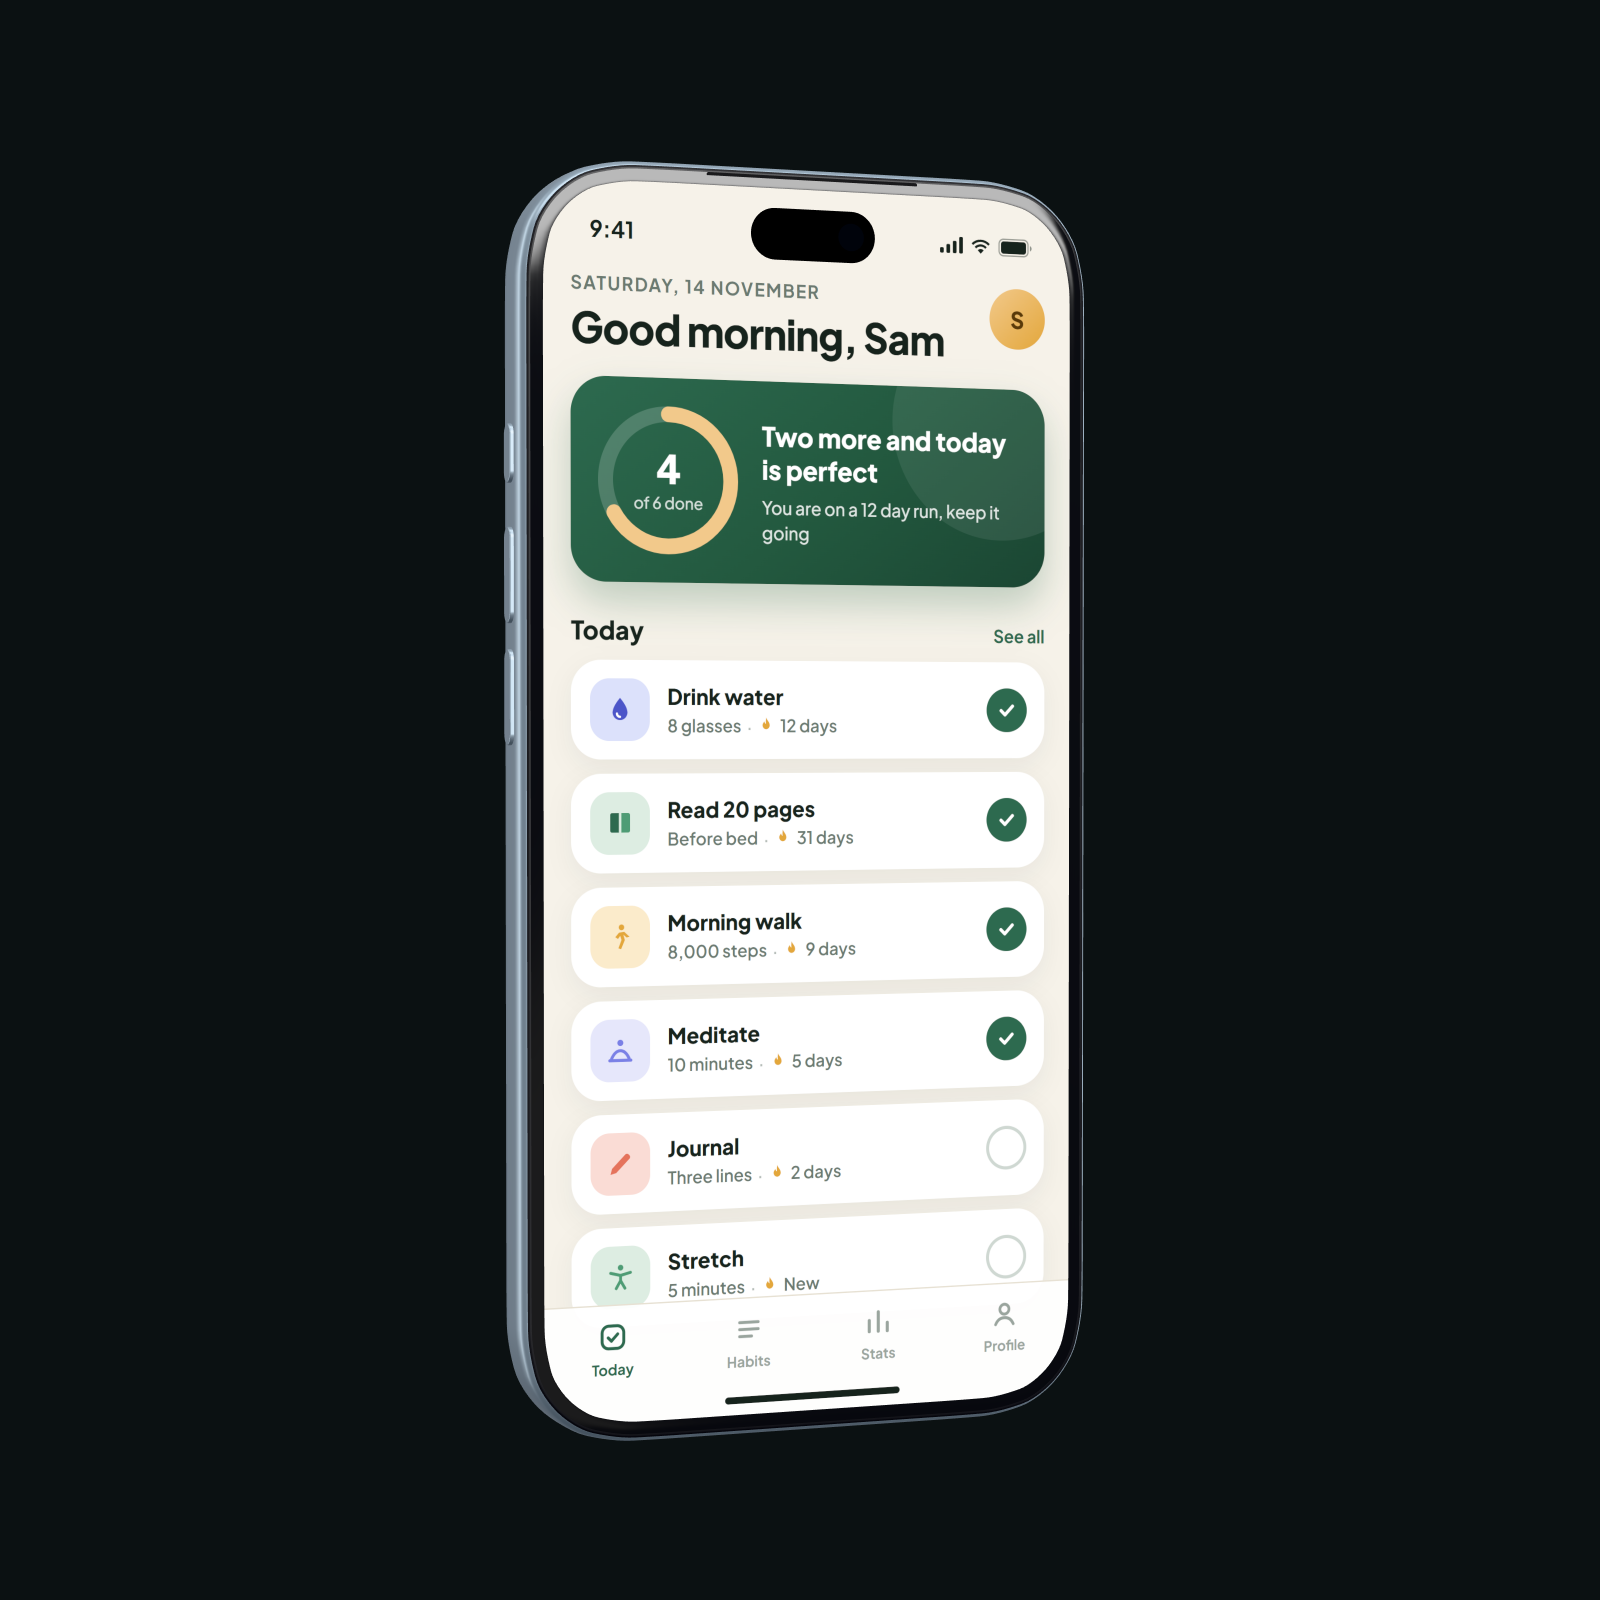 9:41
SATURDAY, 14 NOVEMBER
Good morning, Sam
S
4
of 6 done
Two more and today
is perfect
You are on a 12 day run, keep it
going
Today
See all
Drink water
8 glasses · 12 days
Read 20 pages
Before bed · 31 days
Morning walk
8,000 steps · 9 days
Meditate
10 minutes · 5 days
Journal
Three lines · 2 days
Stretch
5 minutes · New
Today
Habits
Stats
Profile